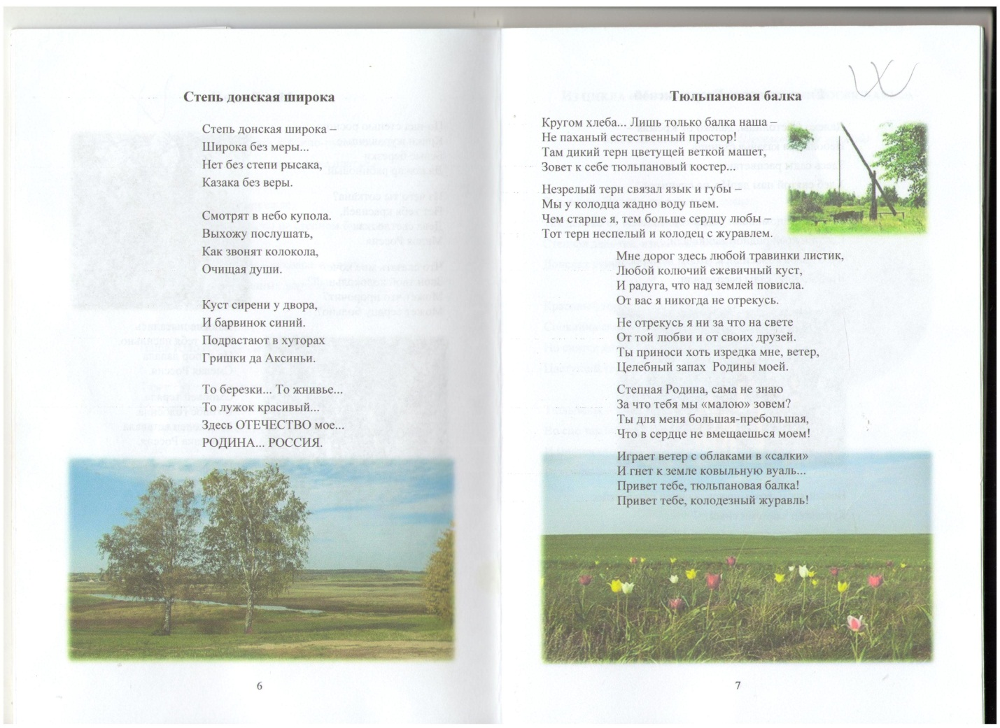 Степь донская широка
Степь донская широка –
Широка без меры...
Нет без степи рысака,
Казака без веры.
Смотрят в небо купола.
Выхожу послушать,
Как звонят колокола,
Очищая души.
Куст сирени у двора,
И барвинок синий.
Подрастают в хуторах
Гришки да Аксиньи.
То березки... То жнивье...
То лужок красивый...
Здесь ОТЕЧЕСТВО мое...
РОДИНА... РОССИЯ.
6
Тюльпановая балка
Кругом хлеба... Лишь только балка наша –
Не паханый естественный простор!
Там дикий терн цветущей веткой машет,
Зовет к себе тюльпановый костер...
Незрелый терн связал язык и губы –
Мы у колодца жадно воду пьем.
Чем старше я, тем больше сердцу любы –
Тот терн неспелый и колодец с журавлем.
Мне дорог здесь любой травинки листик,
Любой колючий ежевичный куст,
И радуга, что над землей повисла.
От вас я никогда не отрекусь.
Не отрекусь я ни за что на свете
От той любви и от своих друзей.
Ты приноси хоть изредка мне, ветер,
Целебный запах Родины моей.
Степная Родина, сама не знаю
За что тебя мы «малою» зовем?
Ты для меня большая-пребольшая,
Что в сердце не вмещаешься моем!
Играет ветер с облаками в «салки»
И гнет к земле ковыльную вуаль...
Привет тебе, тюльпановая балка!
Привет тебе, колодезный журавль!
7